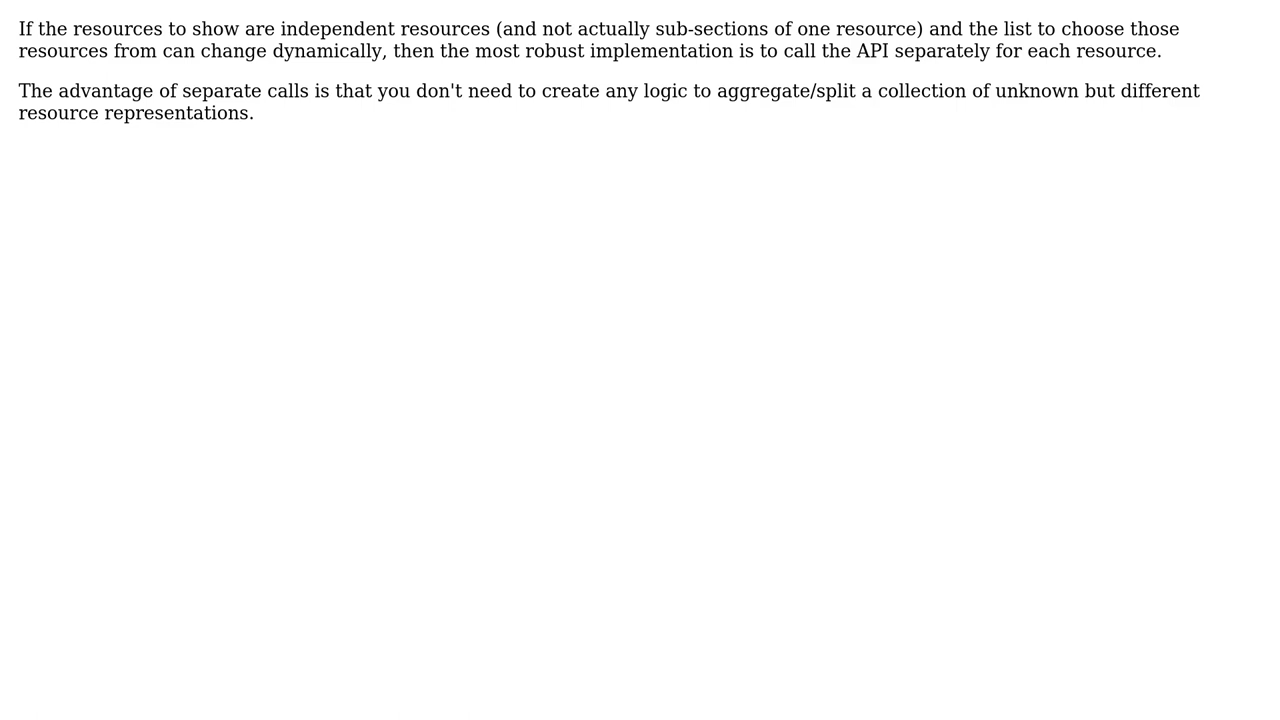 If the resources to show are independent resources (and not actually sub-sections of one resource) and the list to choose those
resources from can change dynamically, then the most robust implementation is to call the API separately for each resource.
The advantage of separate calls is that you don't need to create any logic to aggregate/split a collection of unknown but different
resource representations.